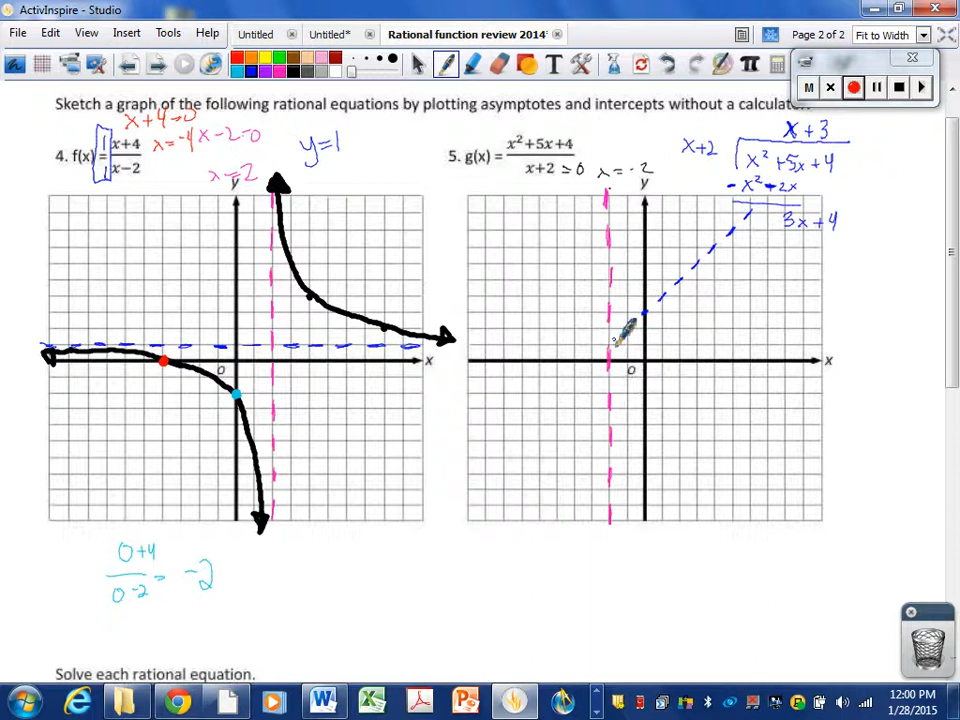 ActivInspire - Studio
File Edit View Insert Tools Help Untitled Untitled* Rational function review 2014 Page 2 of 2 Fit to Width
M
Sketch a graph of the following rational equations by plotting asymptotes and intercepts without a calculator.
x+4=0
x=-4 x-2=0
x=2
y=1
4. f(x) = x+4
x−2
5. g(x) = x²+5x+4
x+2 =0 x=-2
x+3
x+2 x²+5x+4
- x²+2x
3x+4
y
y
x
x
O
O
0+4
0-2 = -2
Solve each rational equation.
12:00 PM
1/28/2015